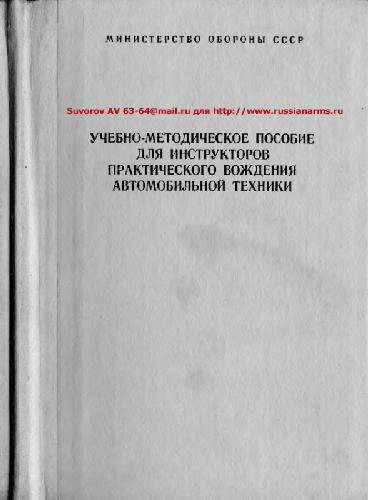 МИНИСТЕРСТВО ОБОРОНЫ СССР
Suvorov AV 63-64@mail.ru для http://www.russianarms.ru
УЧЕБНО-МЕТОДИЧЕСКОЕ ПОСОБИЕ
ДЛЯ ИНСТРУКТОРОВ
ПРАКТИЧЕСКОГО ВОЖДЕНИЯ
АВТОМОБИЛЬНОЙ ТЕХНИКИ